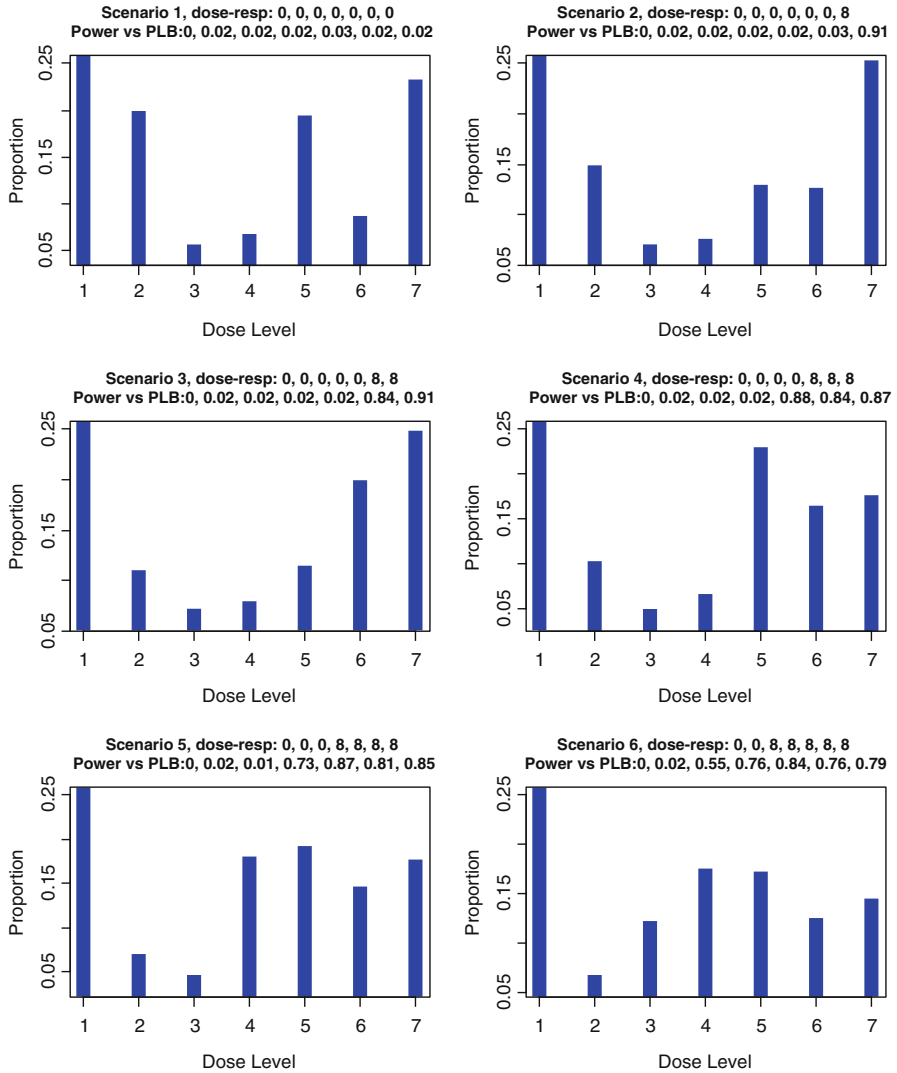 Scenario 1, dose-resp: 0, 0, 0, 0, 0, 0, 0
Power vs PLB:0, 0.02, 0.02, 0.02, 0.03, 0.02, 0.02
Proportion
0.05 0.15 0.25
1 2 3 4 5 6 7
Dose Level
Scenario 2, dose-resp: 0, 0, 0, 0, 0, 0, 8
Power vs PLB:0, 0.02, 0.02, 0.02, 0.02, 0.03, 0.91
Proportion
0.05 0.15 0.25
1 2 3 4 5 6 7
Dose Level
Scenario 3, dose-resp: 0, 0, 0, 0, 0, 8, 8
Power vs PLB:0, 0.02, 0.02, 0.02, 0.02, 0.84, 0.91
Proportion
0.05 0.15 0.25
1 2 3 4 5 6 7
Dose Level
Scenario 4, dose-resp: 0, 0, 0, 0, 8, 8, 8
Power vs PLB:0, 0.02, 0.02, 0.02, 0.88, 0.84, 0.87
Proportion
0.05 0.15 0.25
1 2 3 4 5 6 7
Dose Level
Scenario 5, dose-resp: 0, 0, 0, 8, 8, 8, 8
Power vs PLB:0, 0.02, 0.01, 0.73, 0.87, 0.81, 0.85
Proportion
0.05 0.15 0.25
1 2 3 4 5 6 7
Dose Level
Scenario 6, dose-resp: 0, 0, 8, 8, 8, 8, 8
Power vs PLB:0, 0.02, 0.55, 0.76, 0.84, 0.76, 0.79
Proportion
0.05 0.15 0.25
1 2 3 4 5 6 7
Dose Level